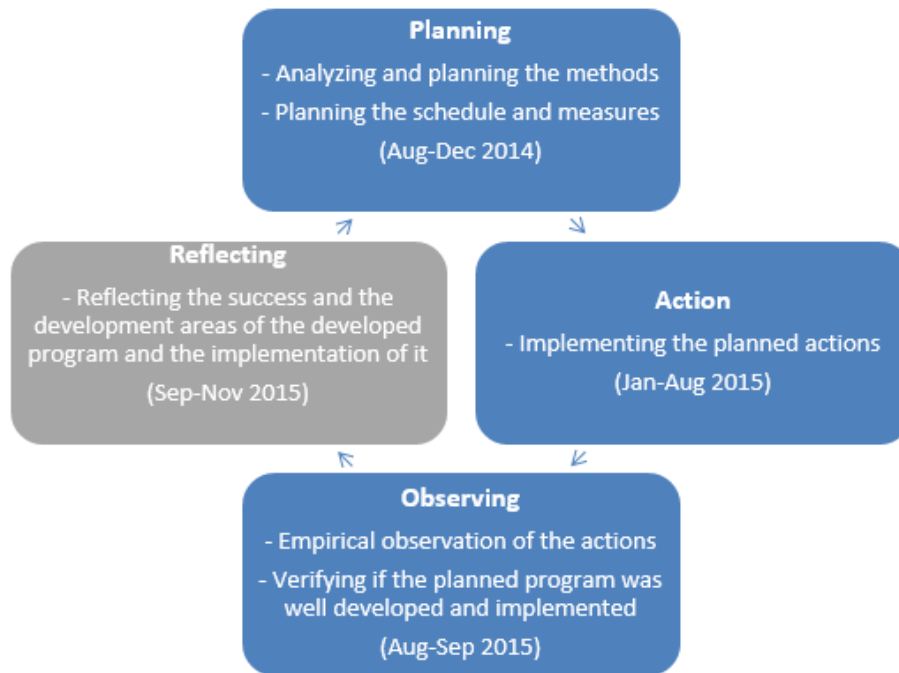 Planning
- Analyzing and planning the methods
- Planning the schedule and measures
(Aug-Dec 2014)
Reflecting
- Reflecting the success and the
development areas of the developed
program and the implementation of it
(Sep-Nov 2015)
Action
- Implementing the planned actions
(Jan-Aug 2015)
Observing
- Empirical observation of the actions
- Verifying if the planned program was
well developed and implemented
(Aug-Sep 2015)